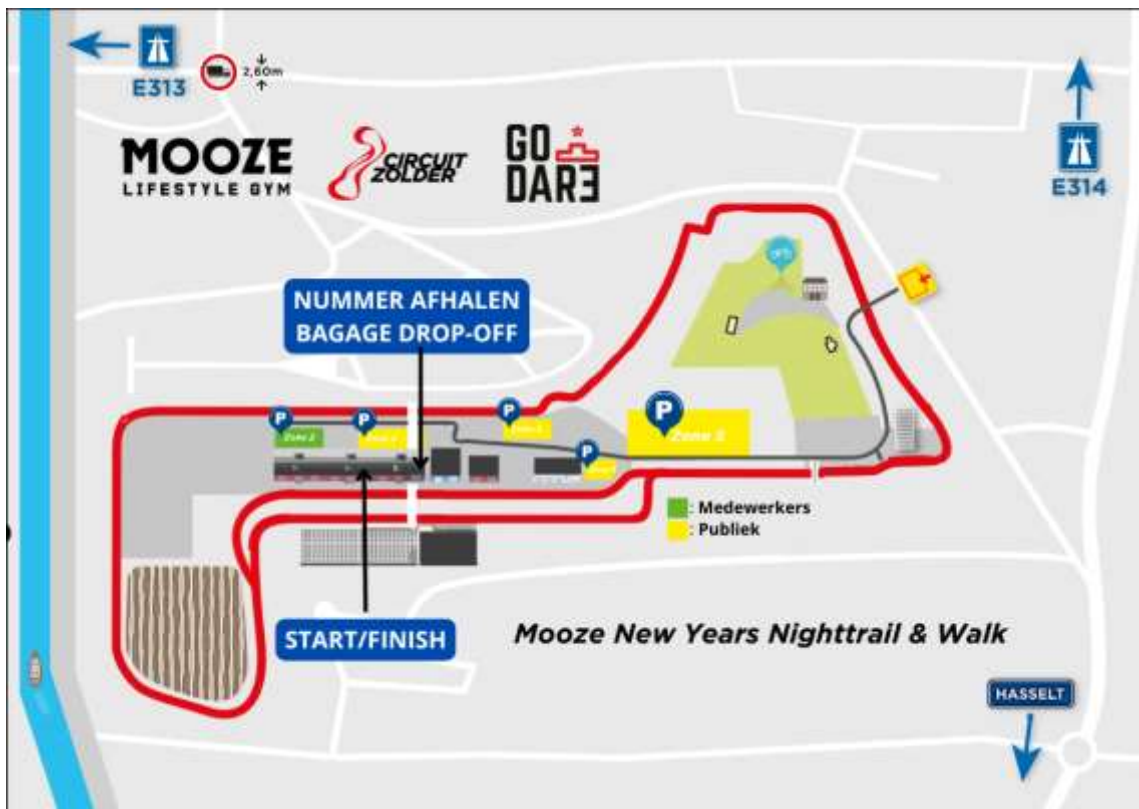 E313
2,60m
MOOZE
LIFESTYLE GYM
CIRCUIT
ZOLDER
GO
DARE
E314
NUMMER AFHALEN
BAGAGE DROP-OFF
P
P
P
P
P
Zone 2
: Medewerkers
: Publiek
START/FINISH
Mooze New Years Nighttrail & Walk
HASSELT